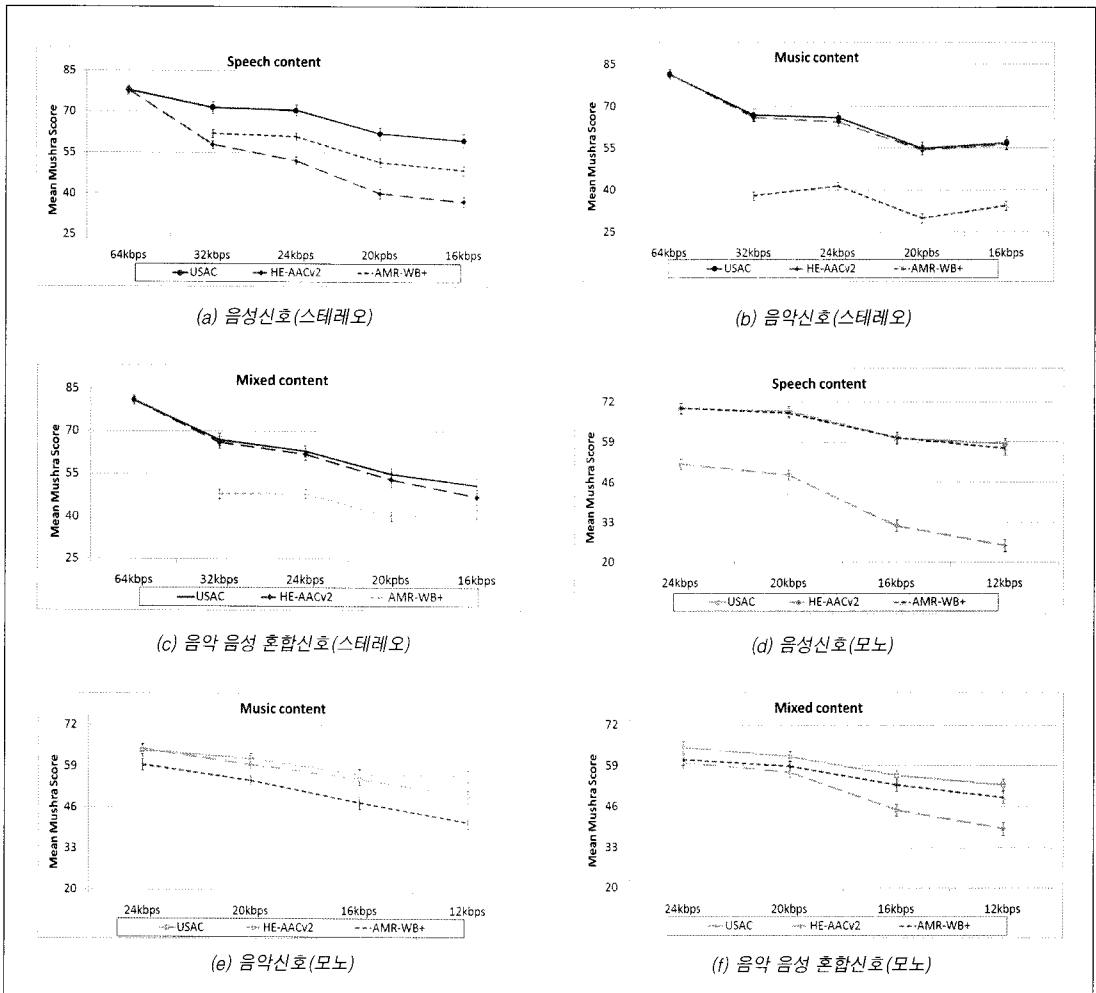 Speech content
Mean Mushra Score
85
70
55
40
25
64kbps
32kbps
24kbps
20kpbs
16kbps
USAC
HE-AACv2
AMR-WB+
(a) 음성신호(스테레오)
Music content
Mean Mushra Score
85
70
55
40
25
64kbps
32kbps
24kbps
20kbps
16kbps
USAC
HE-AACv2
AMR-WB+
(b) 음악신호(스테레오)
Mixed content
Mean Mushra Score
85
70
55
40
25
64kbps
32kbps
24kbps
20kpbs
16kbps
USAC
HE-AACv2
AMR-WB+
(c) 음악 음성 혼합신호(스테레오)
Speech content
Mean Mushra Score
72
59
46
33
20
24kbps
20kbps
16kbps
12kbps
USAC
HE-AACv2
AMR-WB+
(d) 음성신호(모노)
Music content
Mean Mushra Score
72
59
46
33
20
24kbps
20kbps
16kbps
12kbps
USAC
HE-AACv2
AMR-WB+
(e) 음악신호(모노)
Mixed content
Mean Mushra Score
72
59
46
33
20
24kbps
20kbps
16kbps
12kbps
USAC
HE-AACv2
AMR-WB+
(f) 음악 음성 혼합신호(모노)